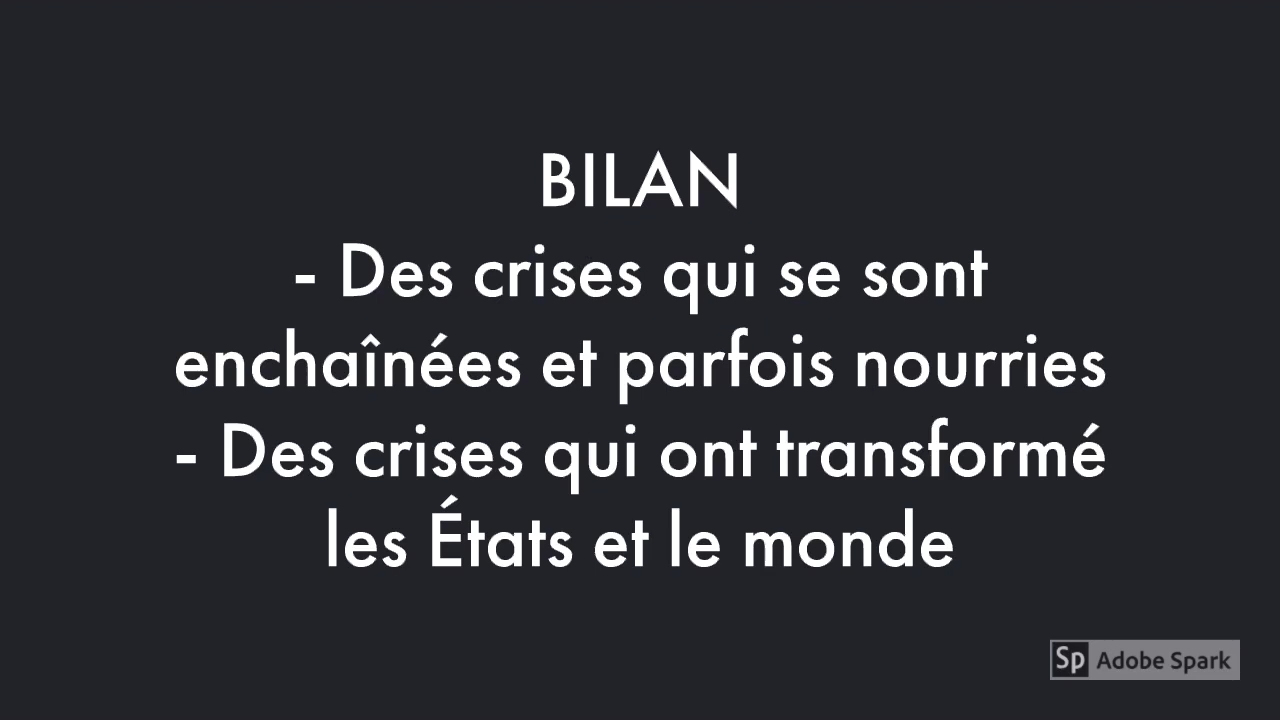 BILAN
- Des crises qui se sont
enchaînées et parfois nourries
- Des crises qui ont transformé
les États et le monde
Sp Adobe Spark